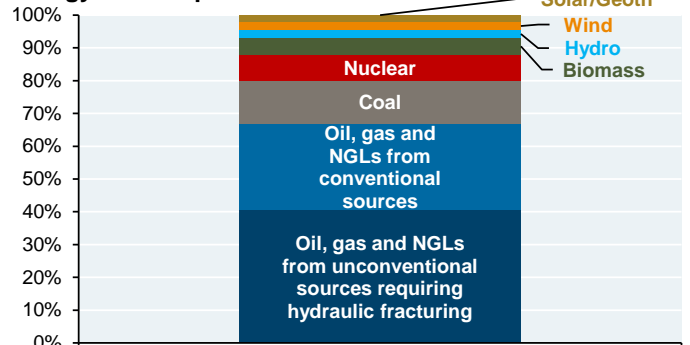 Solar/Geoth
100%
Wind
90%
Hydro
Biomass
80%
Nuclear
70%
Coal
60%
Oil, gas and
NGLs from
conventional
sources
50%
40%
30%
Oil, gas and NGLs
from unconventional
sources requiring
hydraulic fracturing
20%
10%
0%